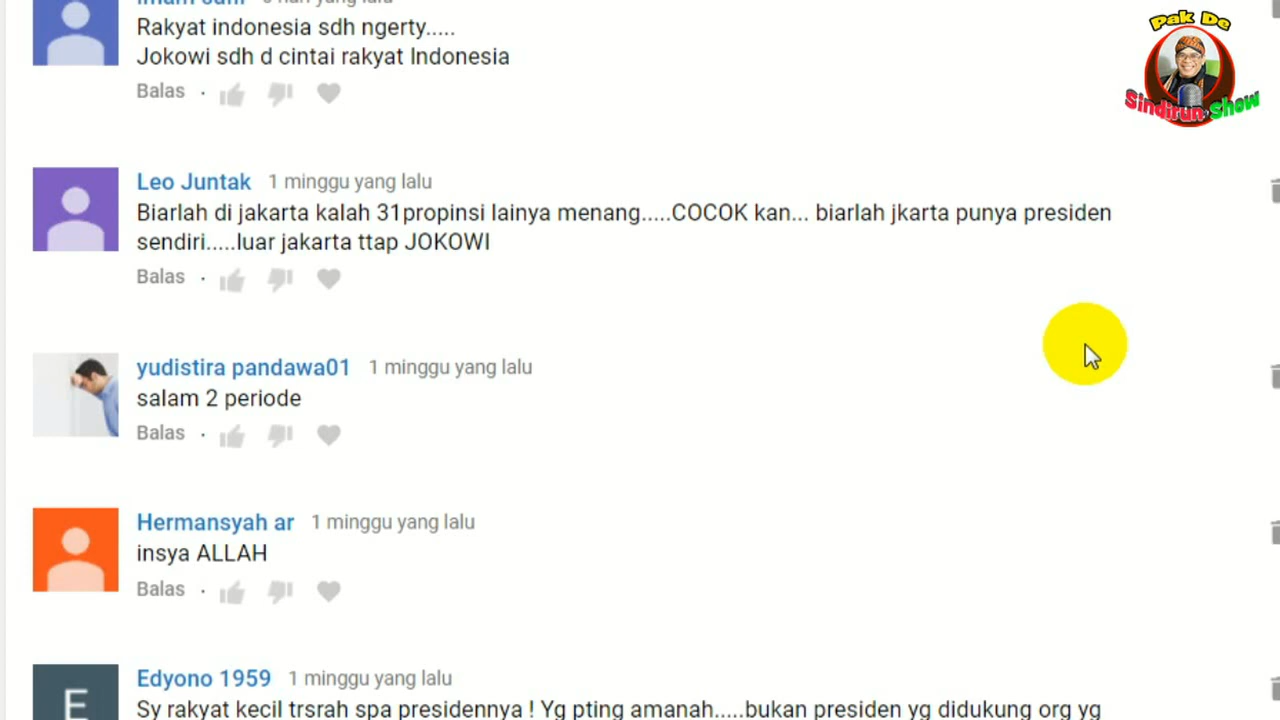 Rakyat indonesia sdh ngerty.....
Jokowi sdh d cintai rakyat Indonesia
Balas
Pak De
Sindirun Show
Leo Juntak 1 minggu yang lalu
Biarlah di jakarta kalah 31propinsi lainya menang.....COCOK kan... biarlah jkarta punya presiden
sendiri.....luar jakarta ttap JOKOWI
Balas
yudistira pandawa01 1 minggu yang lalu
salam 2 periode
Balas
Hermansyah ar 1 minggu yang lalu
insya ALLAH
Balas
E
Edyono 1959 1 minggu yang lalu
Sy rakyat kecil trsrah spa presidennya ! Yg pting amanah.....bukan presiden yg didukung org yg